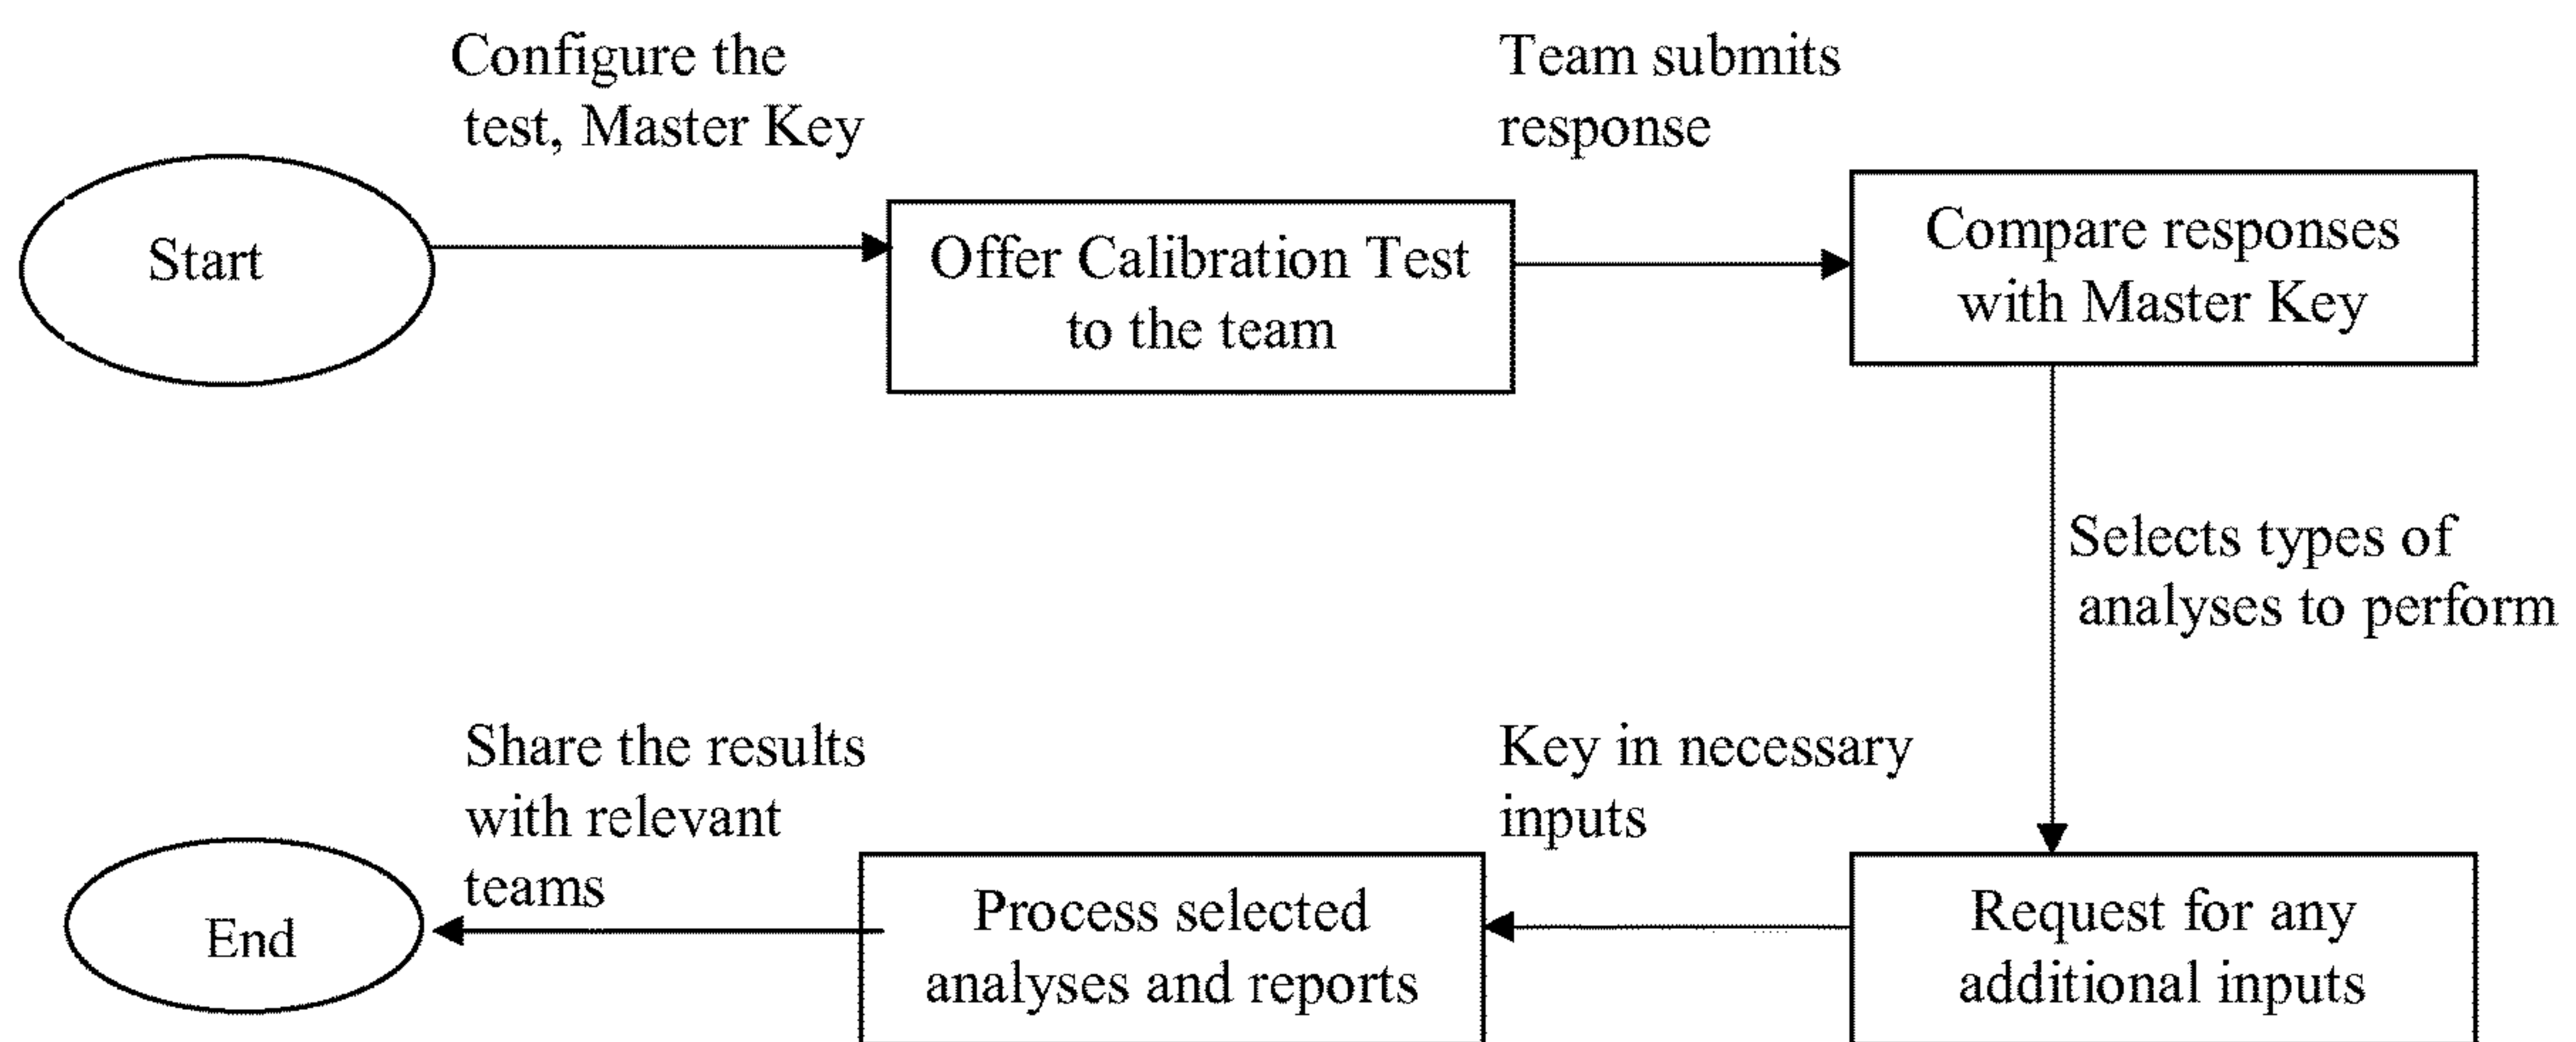 Configure the
test, Master Key
Team submits
response
Start
Offer Calibration Test
to the team
Compare responses
with Master Key
Selects types of
analyses to perform
Key in necessary
inputs
Request for any
additional inputs
Process selected
analyses and reports
Share the results
with relevant
teams
End